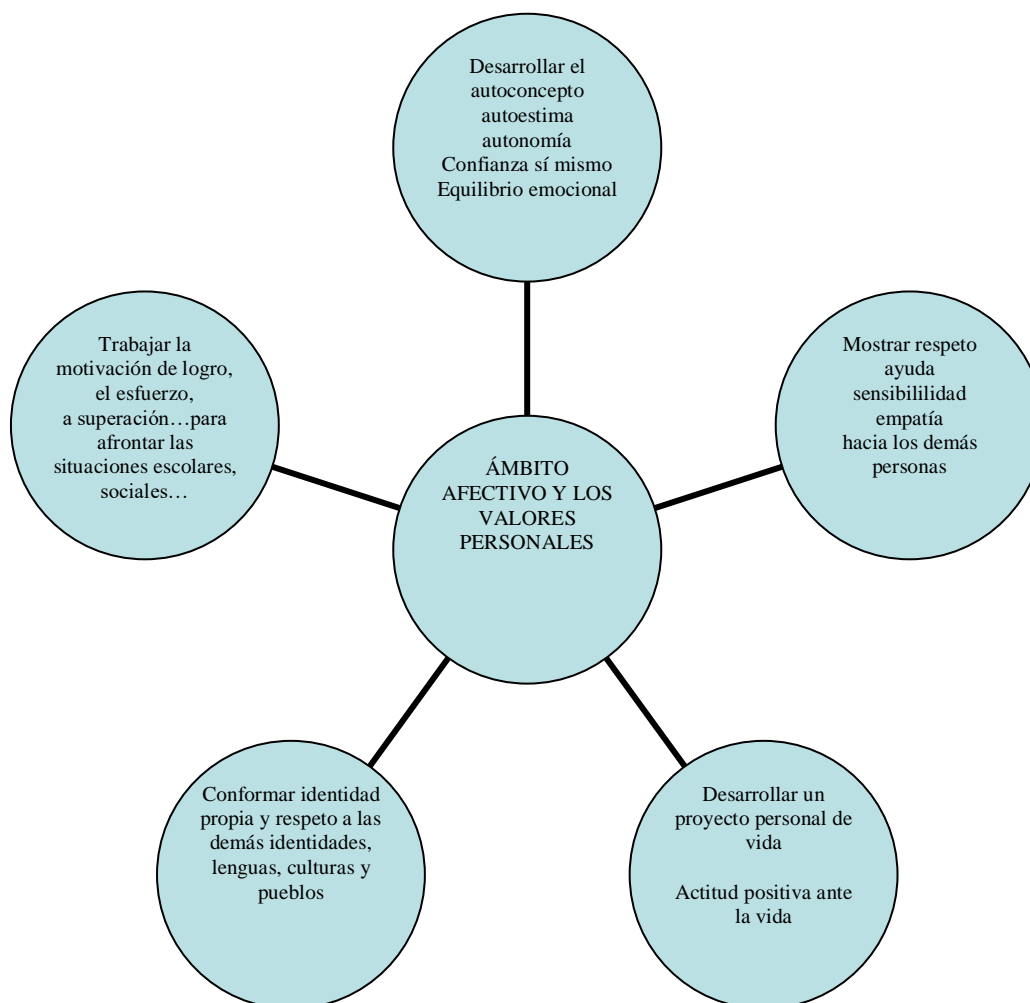 Desarrollar el
autoconcepto
autoestima
autonomía
Confianza sí mismo
Equilibrio emocional
Trabajar la
motivación de logro,
el esfuerzo,
a superación…para
afrontar las
situaciones escolares,
sociales…
Mostrar respeto
ayuda
sensibililidad
empatía
hacia los demás
personas
ÁMBITO
AFECTIVO Y LOS
VALORES
PERSONALES
Conformar identidad
propia y respeto a las
demás identidades,
lenguas, culturas y
pueblos
Desarrollar un
proyecto personal de
vida
Actitud positiva ante
la vida